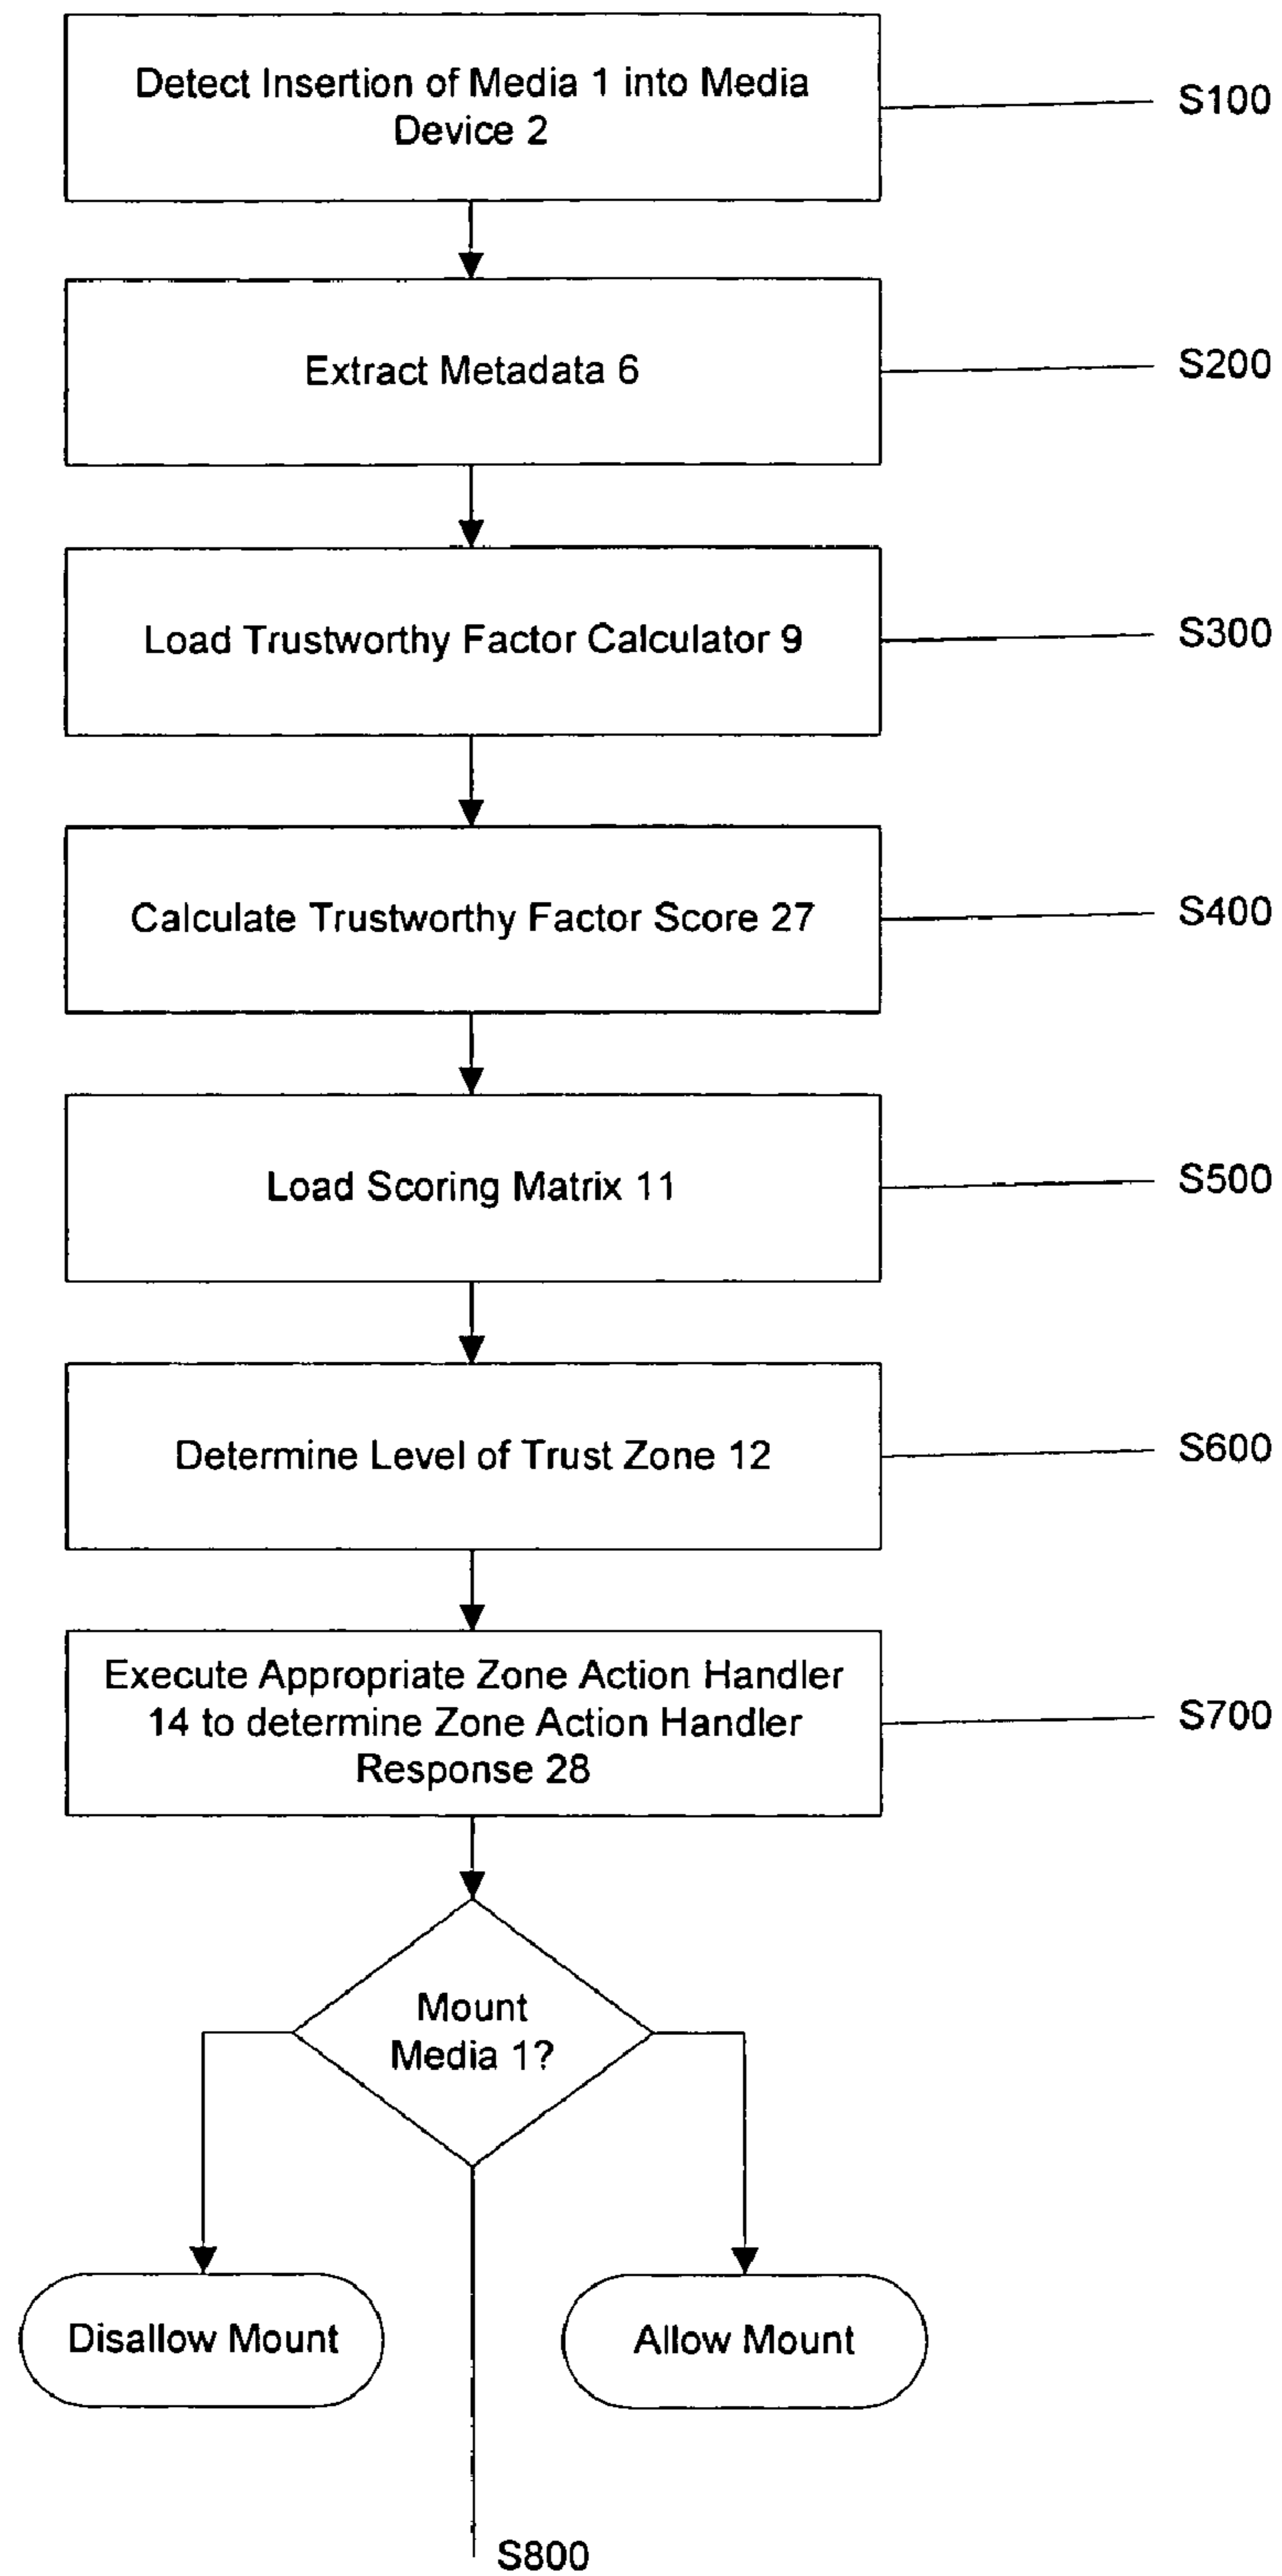 Detect Insertion of Media 1 into Media
Device 2
S100
Extract Metadata 6
S200
Load Trustworthy Factor Calculator 9
S300
Calculate Trustworthy Factor Score 27
S400
Load Scoring Matrix 11
S500
Determine Level of Trust Zone 12
S600
Execute Appropriate Zone Action Handler
14 to determine Zone Action Handler
Response 28
S700
Mount
Media 1?
Disallow Mount
Allow Mount
S800